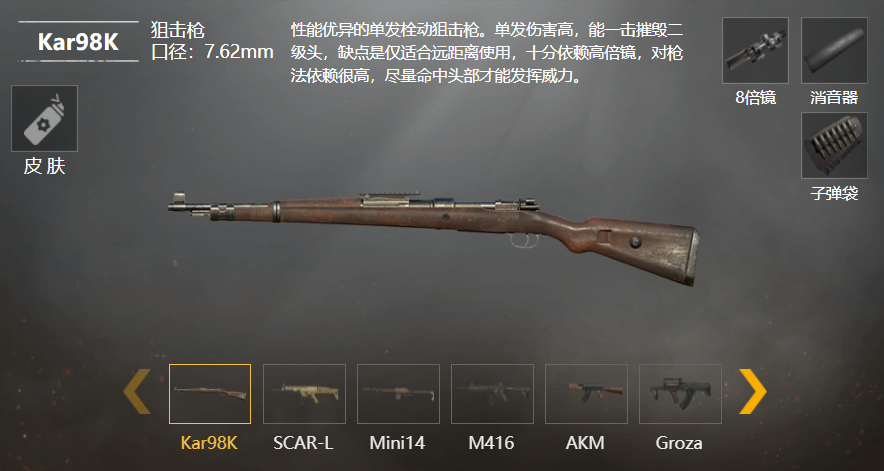 Kar98K
狙击枪
口径：7.62mm
性能优异的单发栓动狙击枪。单发伤害高，能一击摧毁二
级头，缺点是仅适合远距离使用，十分依赖高倍镜，对枪
法依赖很高，尽量命中头部才能发挥威力。
8倍镜
消音器
皮肤
子弹袋
Kar98K
SCAR-L
Mini14
M416
AKM
Groza